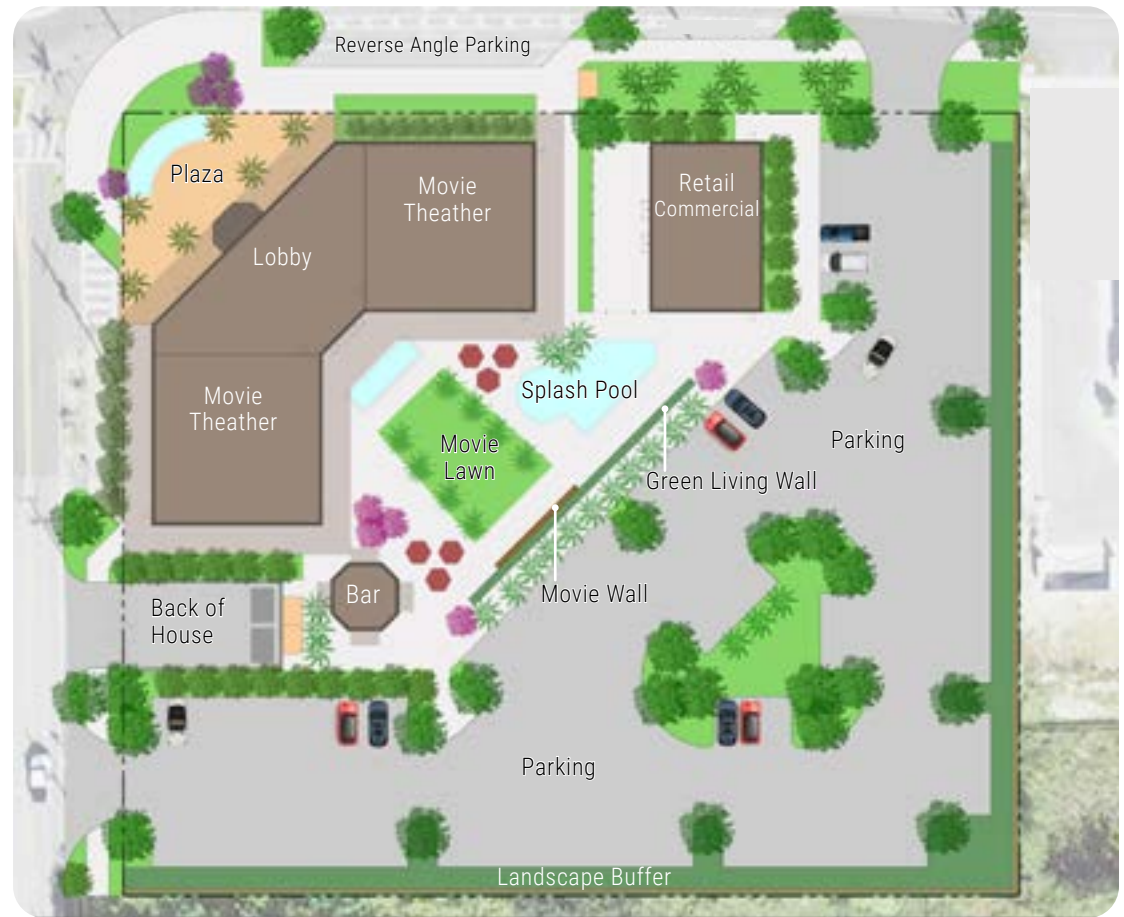 Reverse Angle Parking
Plaza
Movie
Theather
Retail
Commercial
Lobby
Splash Pool
Movie
Theather
Movie
Lawn
Parking
Green Living Wall
Movie Wall
Bar
Back of
House
Parking
Landscape Buffer